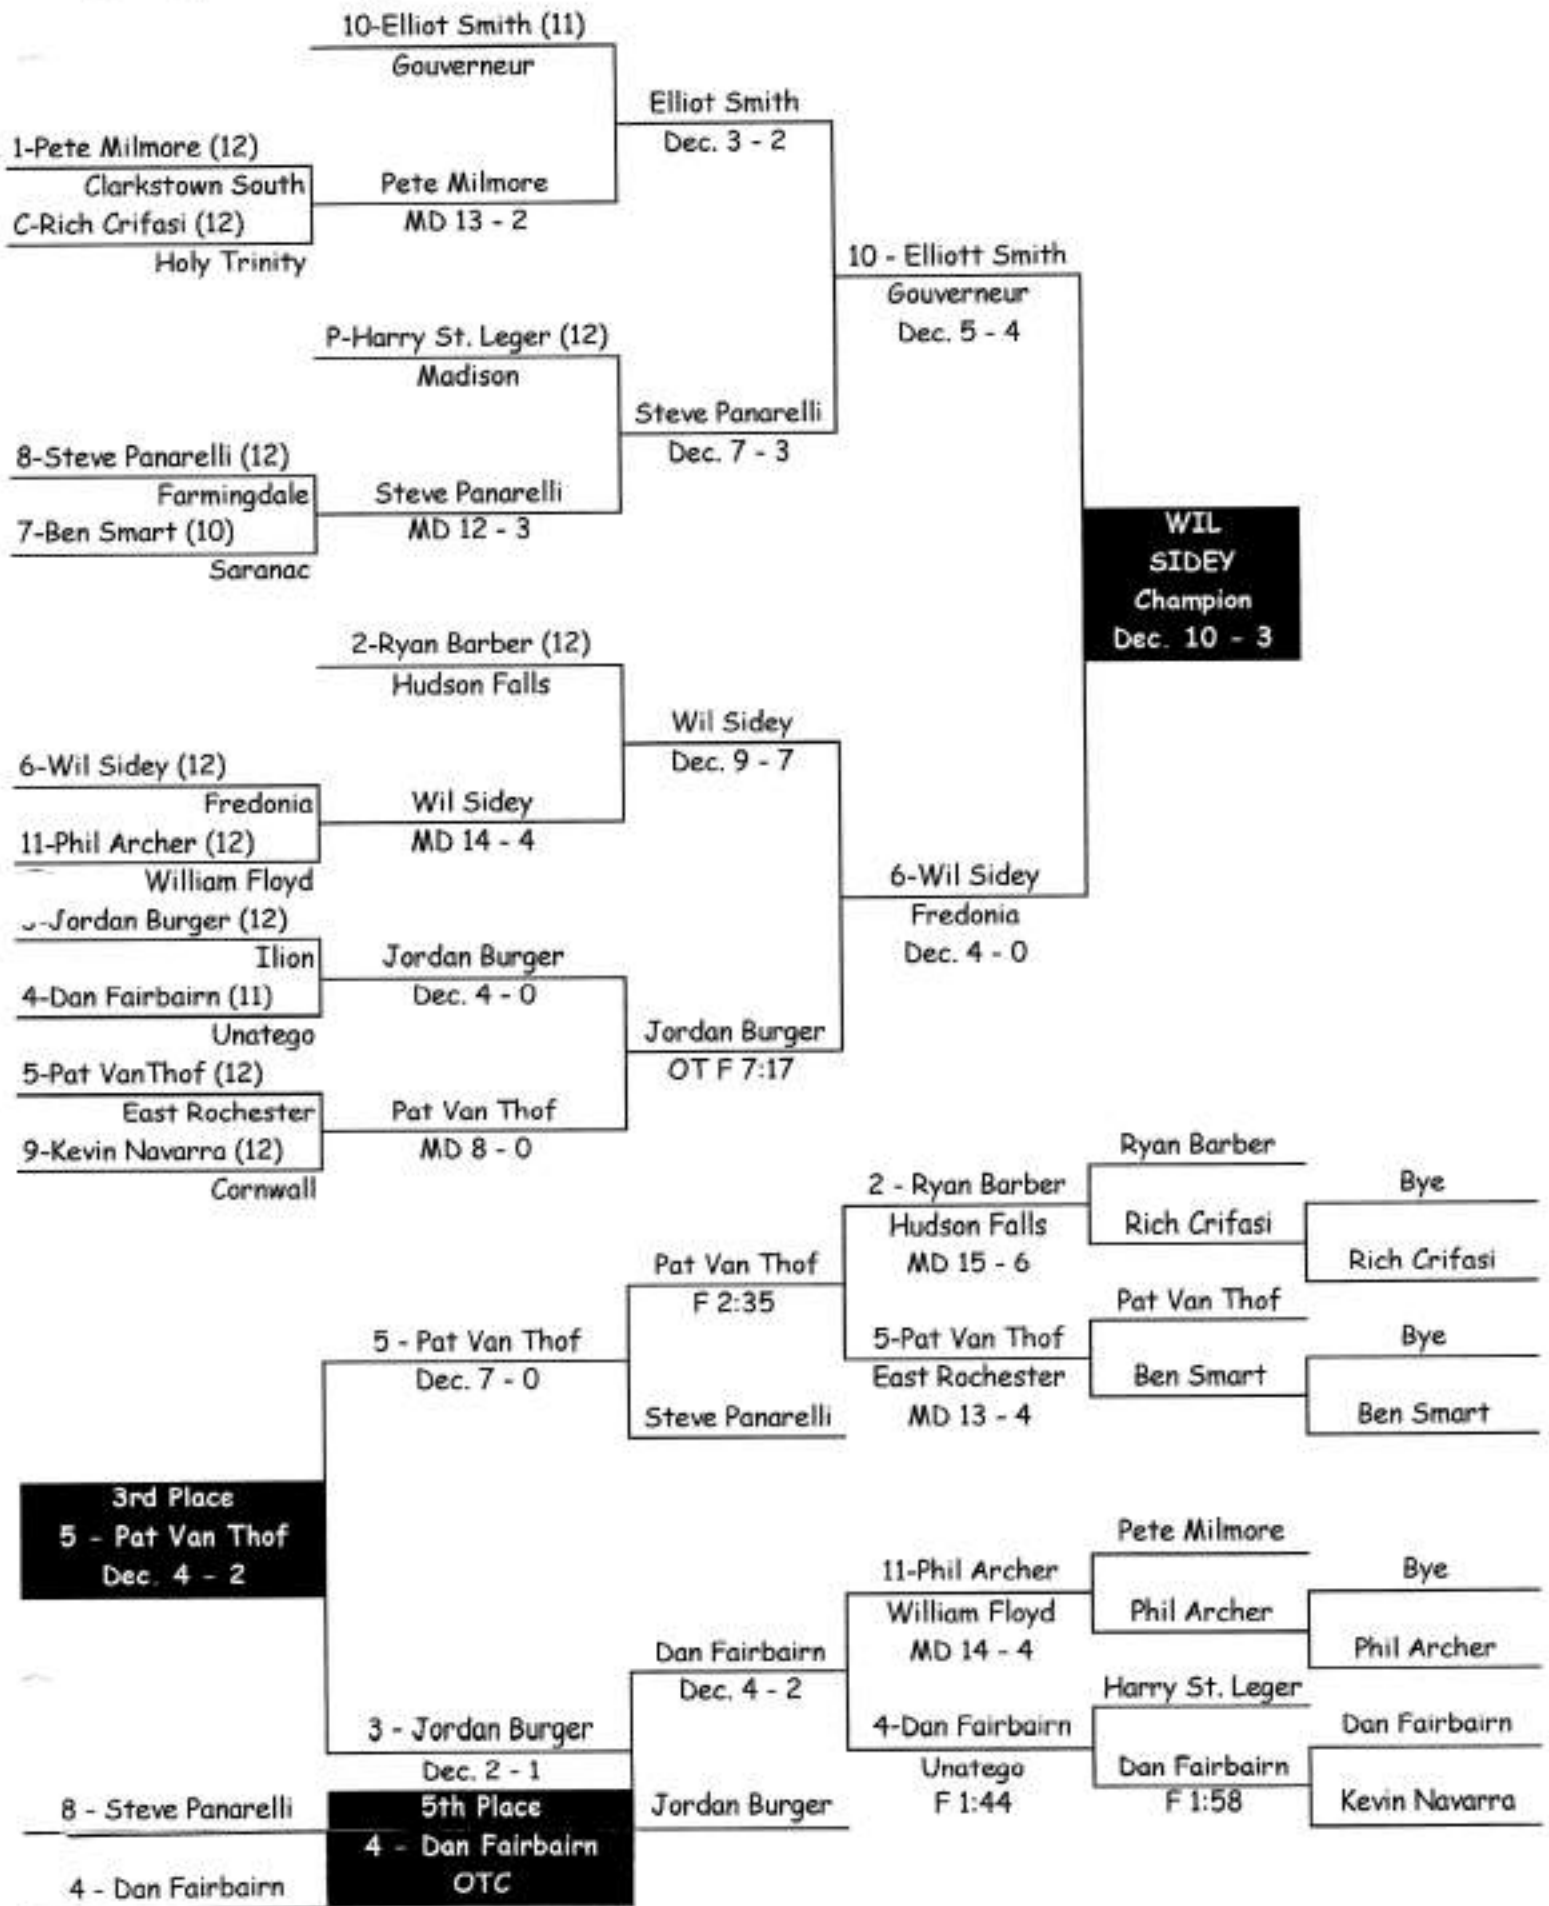 10-Elliot Smith (11)
Gouverneur
Elliot Smith
Dec. 3 - 2
1-Pete Milmore (12)
Clarkstown South
Pete Milmore
MD 13 - 2
C-Rich Crifasi (12)
Holy Trinity
10 - Elliott Smith
Gouverneur
Dec. 5 - 4
P-Harry St. Leger (12)
Madison
Steve Panarelli
Dec. 7 - 3
8-Steve Panarelli (12)
Farmingdale
Steve Panarelli
MD 12 - 3
7-Ben Smart (10)
Saranac
WIL
SIDEY
Champion
Dec. 10 - 3
2-Ryan Barber (12)
Hudson Falls
Wil Sidey
Dec. 9 - 7
6-Wil Sidey (12)
Fredonia
Wil Sidey
MD 14 - 4
11-Phil Archer (12)
William Floyd
6-Wil Sidey
Fredonia
Dec. 4 - 0
-Jordan Burger (12)
Ilion
Jordan Burger
Dec. 4 - 0
4-Dan Fairbairn (11)
Unatego
Jordan Burger
OT F 7:17
5-Pat VanThof (12)
East Rochester
Pat Van Thof
MD 8 - 0
9-Kevin Navarra (12)
Cornwall
Ryan Barber
2 - Ryan Barber
Hudson Falls
MD 15 - 6
Bye
Rich Crifasi
Rich Crifasi
Pat Van Thof
F 2:35
Pat Van Thof
5 - Pat Van Thof
Dec. 7 - 0
5-Pat Van Thof
East Rochester
MD 13 - 4
Bye
Ben Smart
Ben Smart
Steve Panarelli
3rd Place
5 - Pat Van Thof
Dec. 4 - 2
Pete Milmore
11-Phil Archer
William Floyd
MD 14 - 4
Bye
Phil Archer
Phil Archer
Dan Fairbairn
Dec. 4 - 2
Harry St. Leger
4-Dan Fairbairn
Unatego
F 1:44
Dan Fairbairn
Dan Fairbairn
F 1:58
Kevin Navarra
3 - Jordan Burger
Dec. 2 - 1
Jordan Burger
8 - Steve Panarelli
5th Place
4 - Dan Fairbairn
OTC
4 - Dan Fairbairn